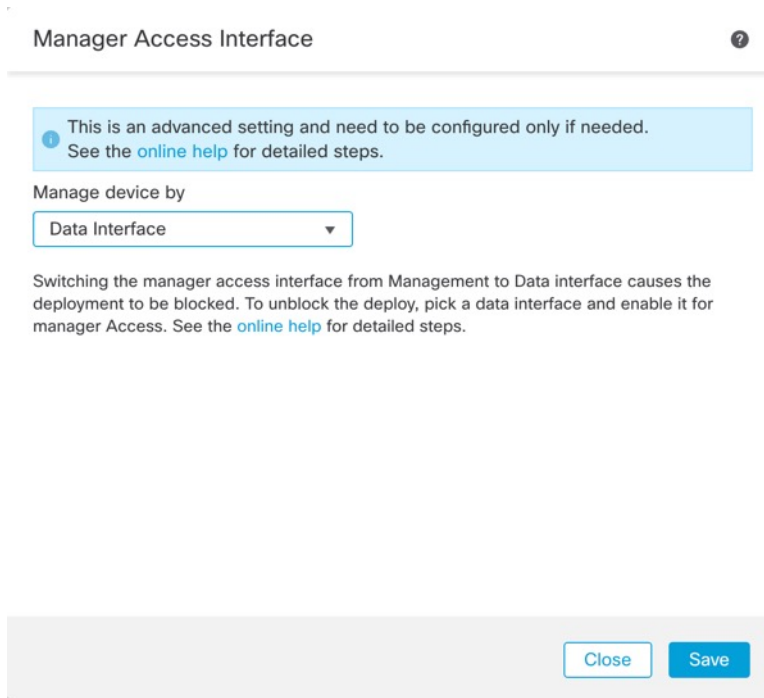 Manager Access Interface
?
This is an advanced setting and need to be configured only if needed.
See the online help for detailed steps.
Manage device by
Data Interface
Switching the manager access interface from Management to Data interface causes the
deployment to be blocked. To unblock the deploy, pick a data interface and enable it for
manager Access. See the online help for detailed steps.
Close
Save